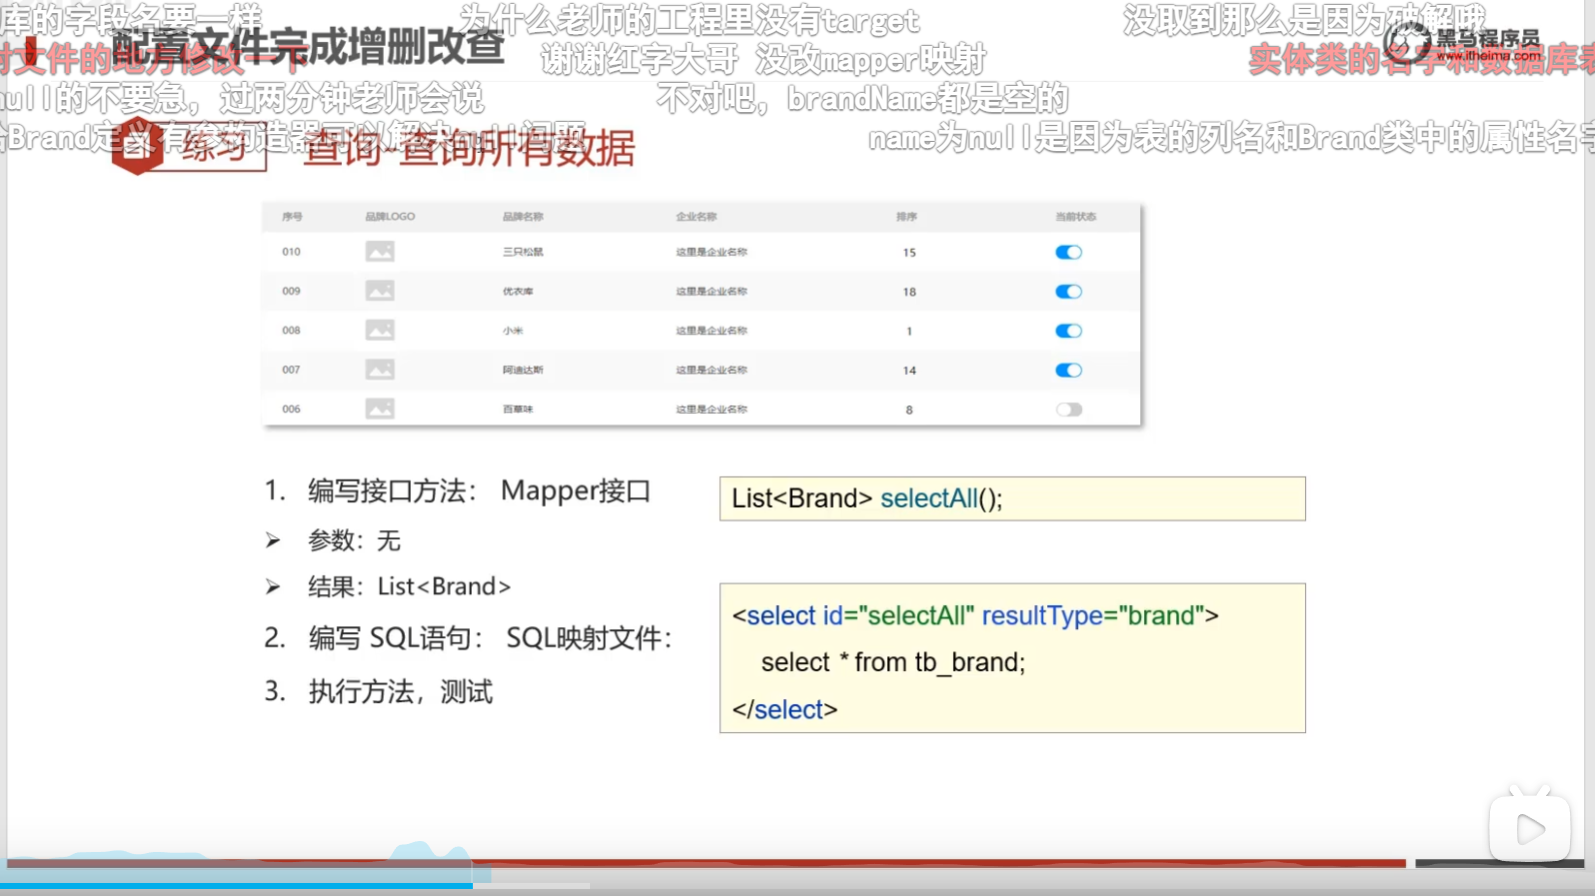 库的字段名要一样
为什么老师的工程里没有target
没取到那么是因为破解哦
配置文件完成增删改查
黑马程序员
www.itheima.com
射文件的地方修改一下
谢谢红字大哥
没改mapper映射
实体类的名字和数据库表
null的不要急，过两分钟老师会说
不对吧，brandName都是空的
给Brand定义有参构造器可以解决null问题
name为null是因为表的列名和Brand类中的属性名字
练习
查询-查询所有数据
序号 品牌LOGO 品牌名称 企业名称 排序 当前状态
010 三只松鼠 这里是企业名称 15
009 优衣库 这里是企业名称 18
008 小米 这里是企业名称 1
007 阿迪达斯 这里是企业名称 14
006 百草味 这里是企业名称 8
1. 编写接口方法： Mapper接口
➢ 参数：无
➢ 结果：List<Brand>
2. 编写 SQL语句： SQL映射文件：
3. 执行方法，测试
List<Brand> selectAll();
<select id="selectAll" resultType="brand">
select * from tb_brand;
</select>